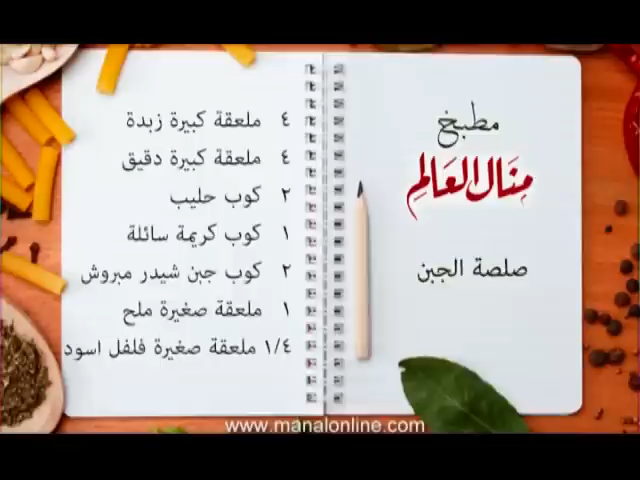 مطبخ
منال العالم
صلصة الجبن
٤ ملعقة كبيرة زبدة
٤ ملعقة كبيرة دقيق
٢ كوب حليب
١ كوب كريمة سائلة
٢ كوب جبن شيدر مبروش
١ ملعقة صغيرة ملح
١/٤ ملعقة صغيرة فلفل اسود
www.manalonline.com